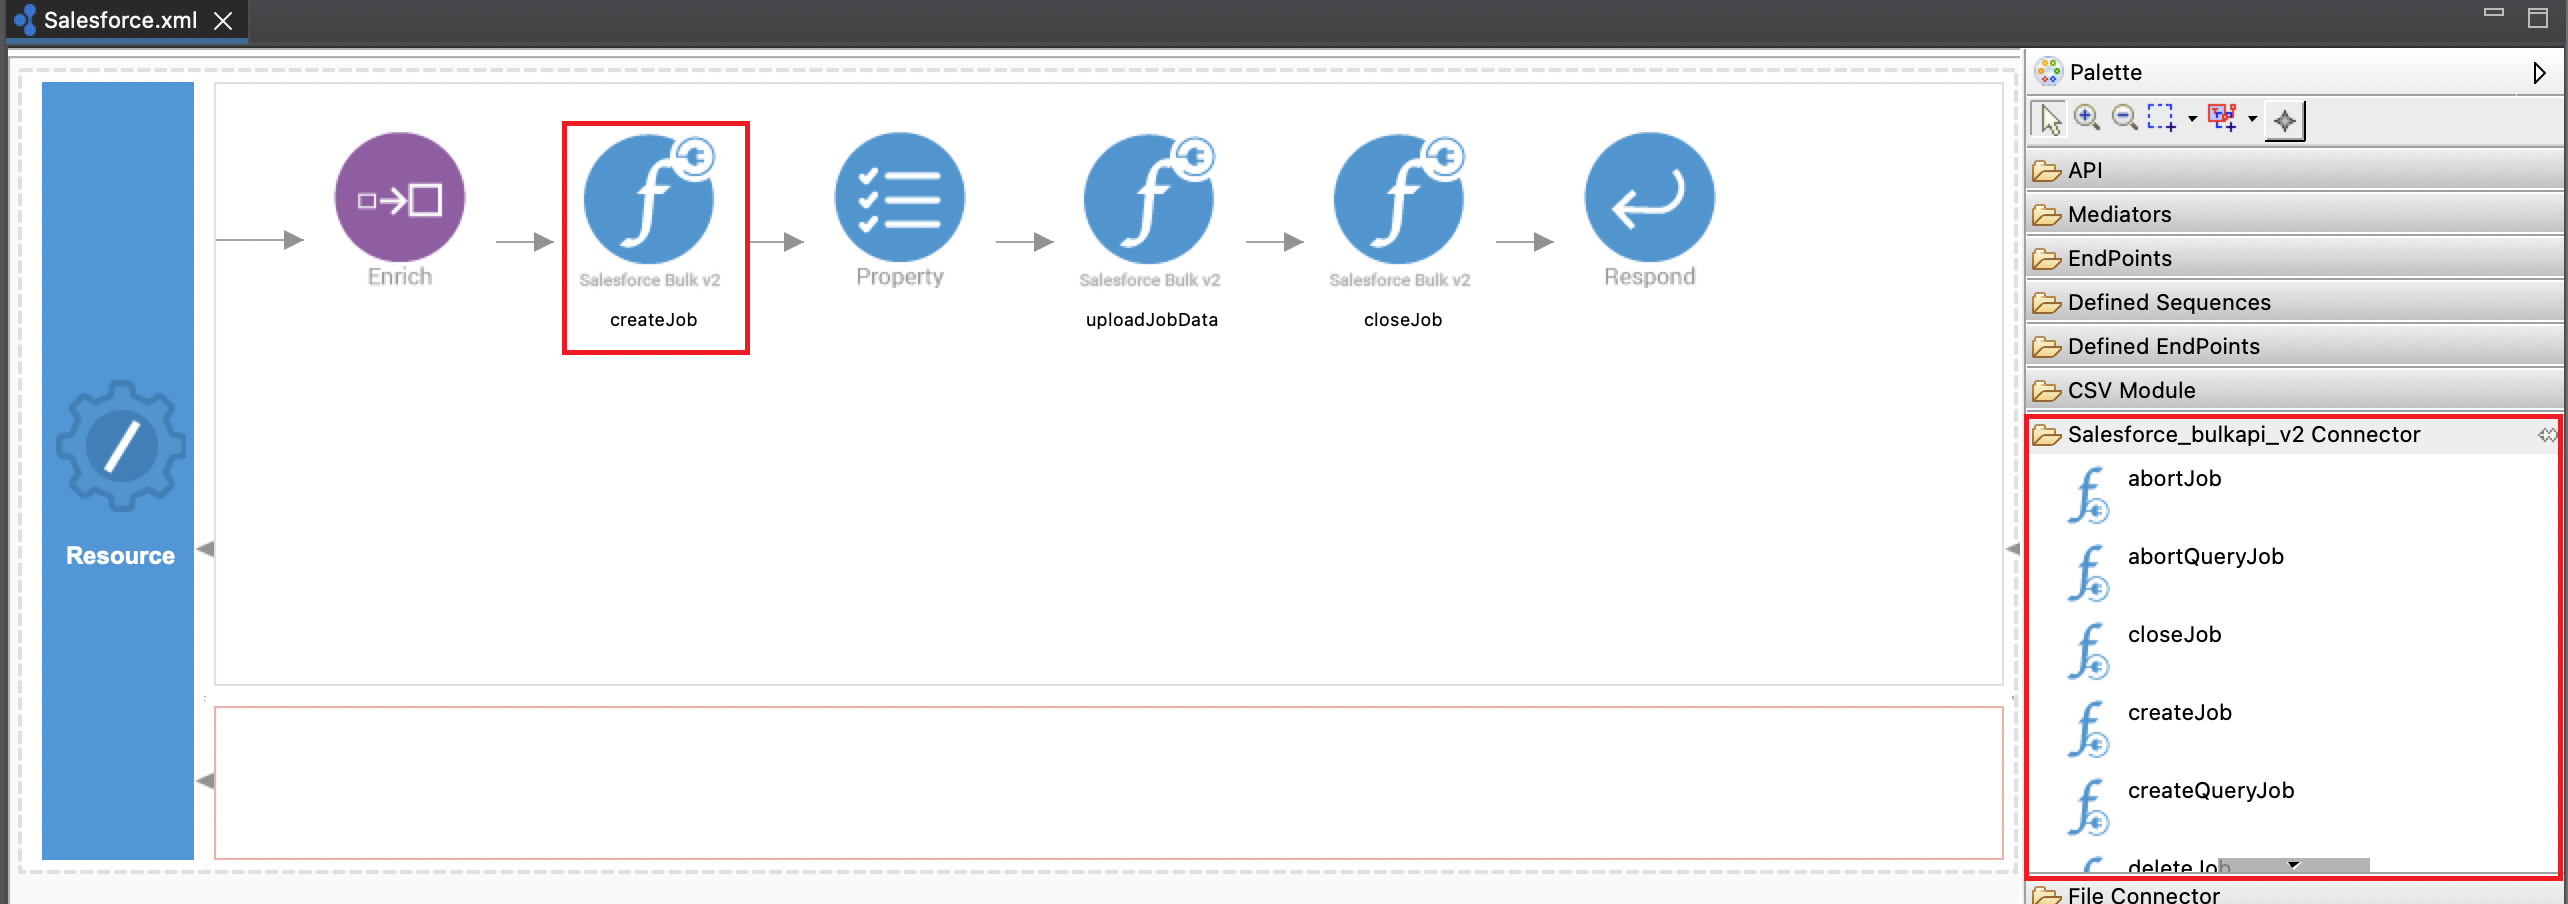 Salesforce.xml
Palette
API
Mediators
EndPoints
Defined Sequences
Defined EndPoints
CSV Module
Salesforce_bulkapi_v2 Connector
abortJob
abortQueryJob
closeJob
createJob
createQueryJob
deleteJob
File Connector
Resource
Enrich
Salesforce Bulk v2
createJob
Property
Salesforce Bulk v2
uploadJobData
Salesforce Bulk v2
closeJob
Respond